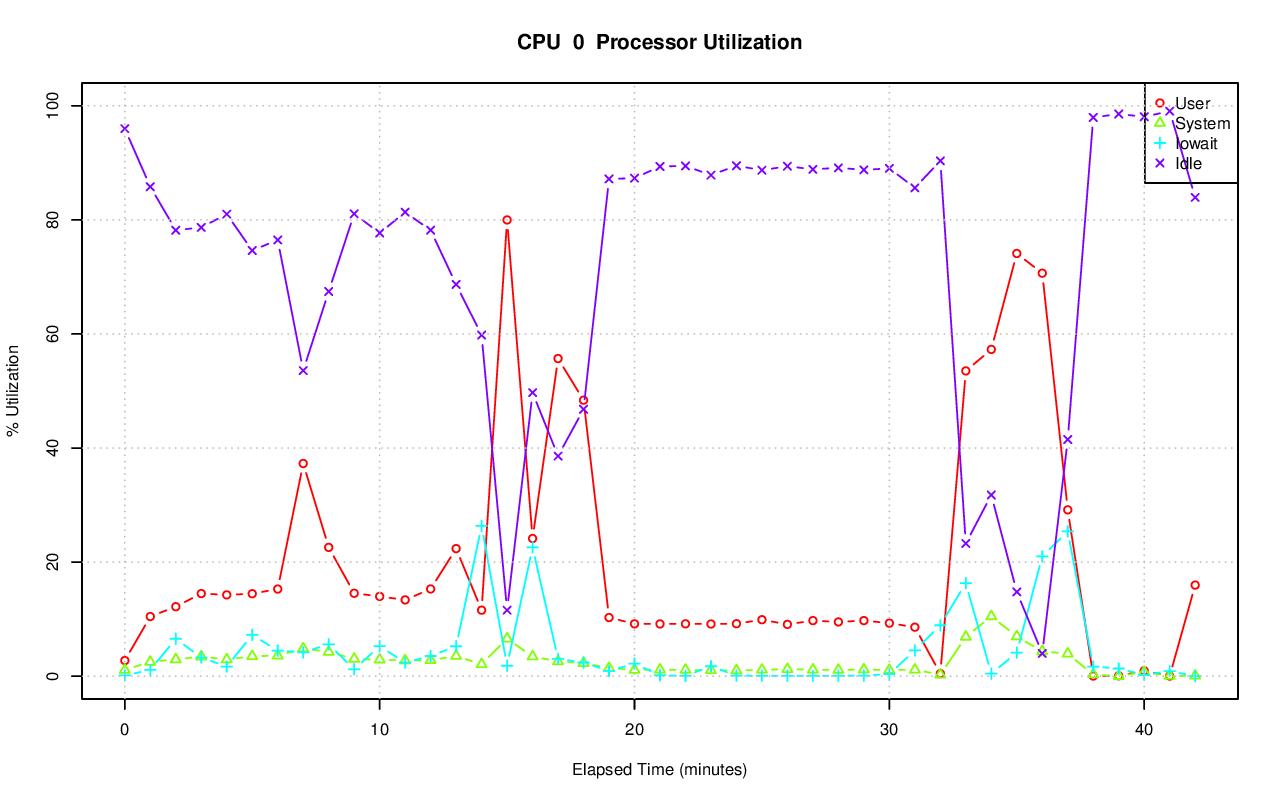 CPU  0  Processor Utilization
% Utilization
100
80
60
40
20
0
User
System
Iowait
Idle
0 10 20 30 40
Elapsed Time (minutes)